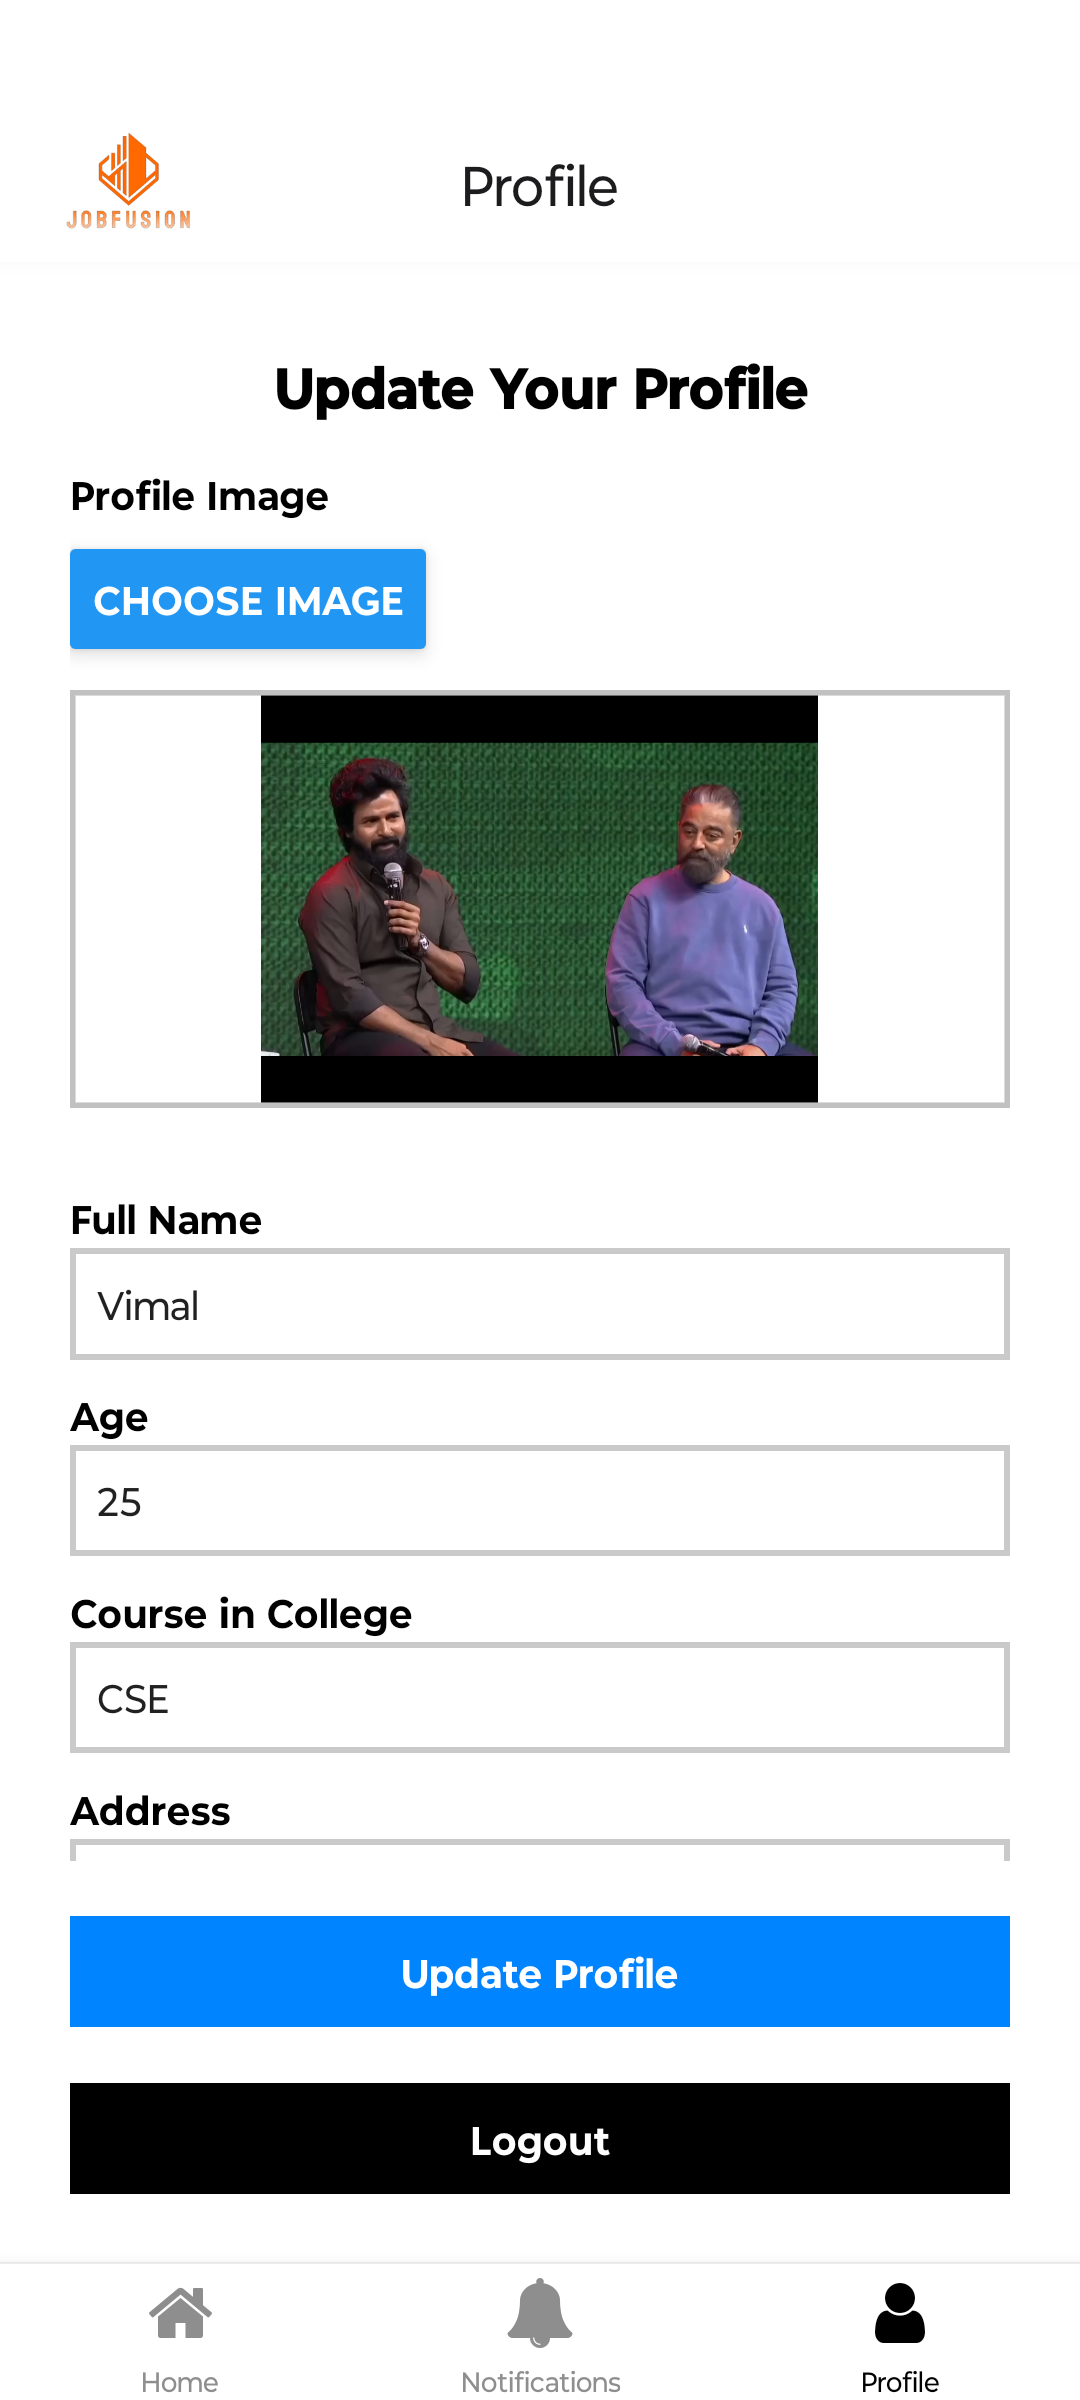 JOBFUSION
Profile
Update Your Profile
Profile Image
CHOOSE IMAGE
Full Name
Vimal
Age
25
Course in College
CSE
Address
Update Profile
Logout
Home
Notifications
Profile